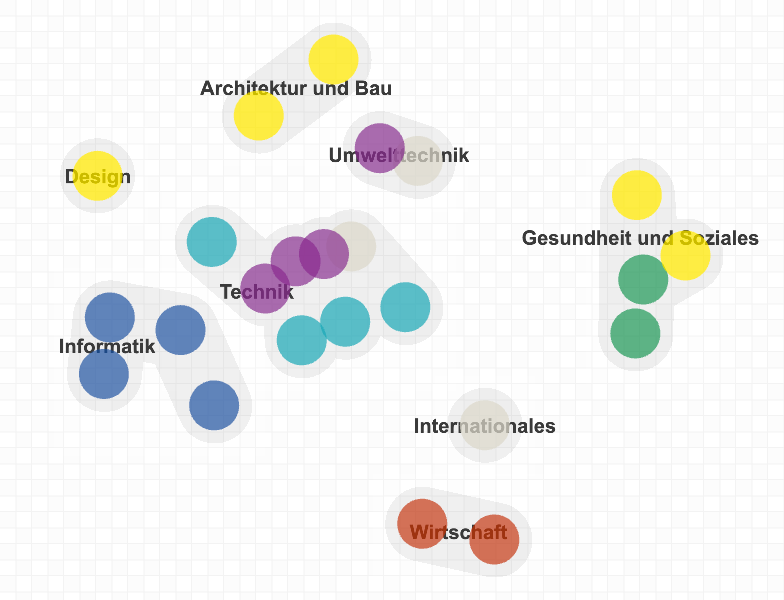 Architektur und Bau
Umwelttechnik
Design
Gesundheit und Soziales
Technik
Informatik
Internationales
Wirtschaft